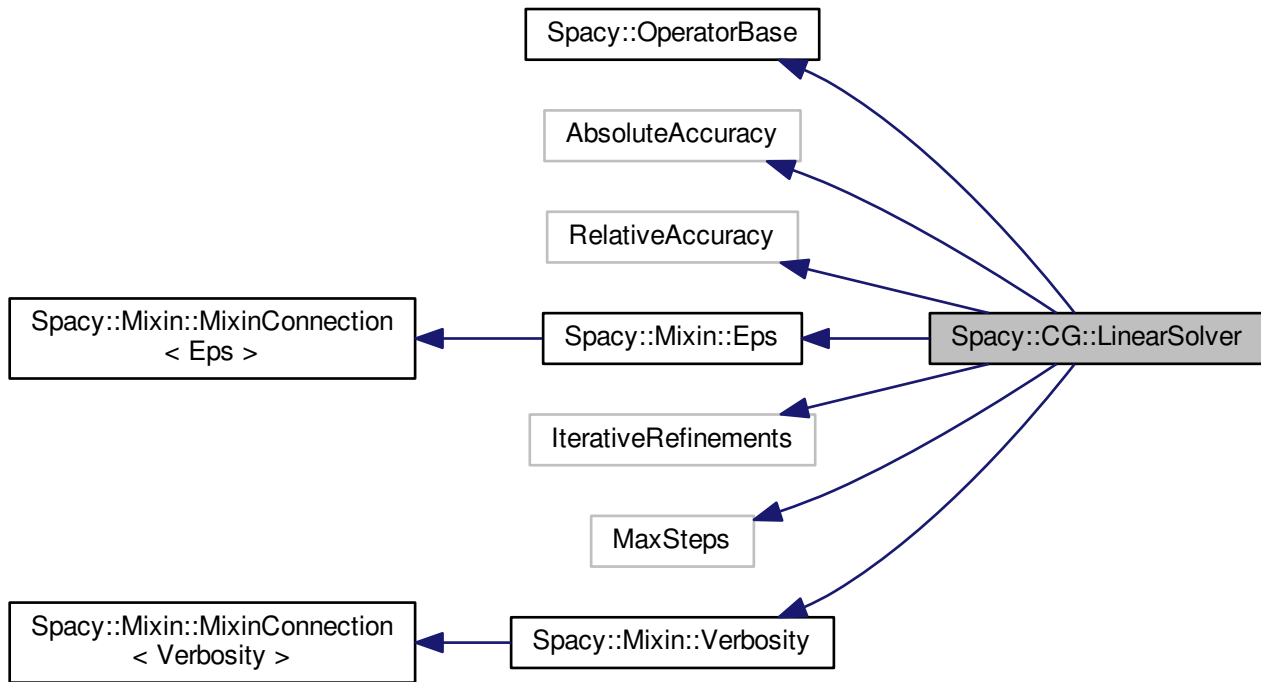 Spacy::OperatorBase
AbsoluteAccuracy
RelativeAccuracy
Spacy::Mixin::MixinConnection
< Eps >
Spacy::Mixin::Eps
Spacy::CG::LinearSolver
IterativeRefinements
MaxSteps
Spacy::Mixin::MixinConnection
< Verbosity >
Spacy::Mixin::Verbosity